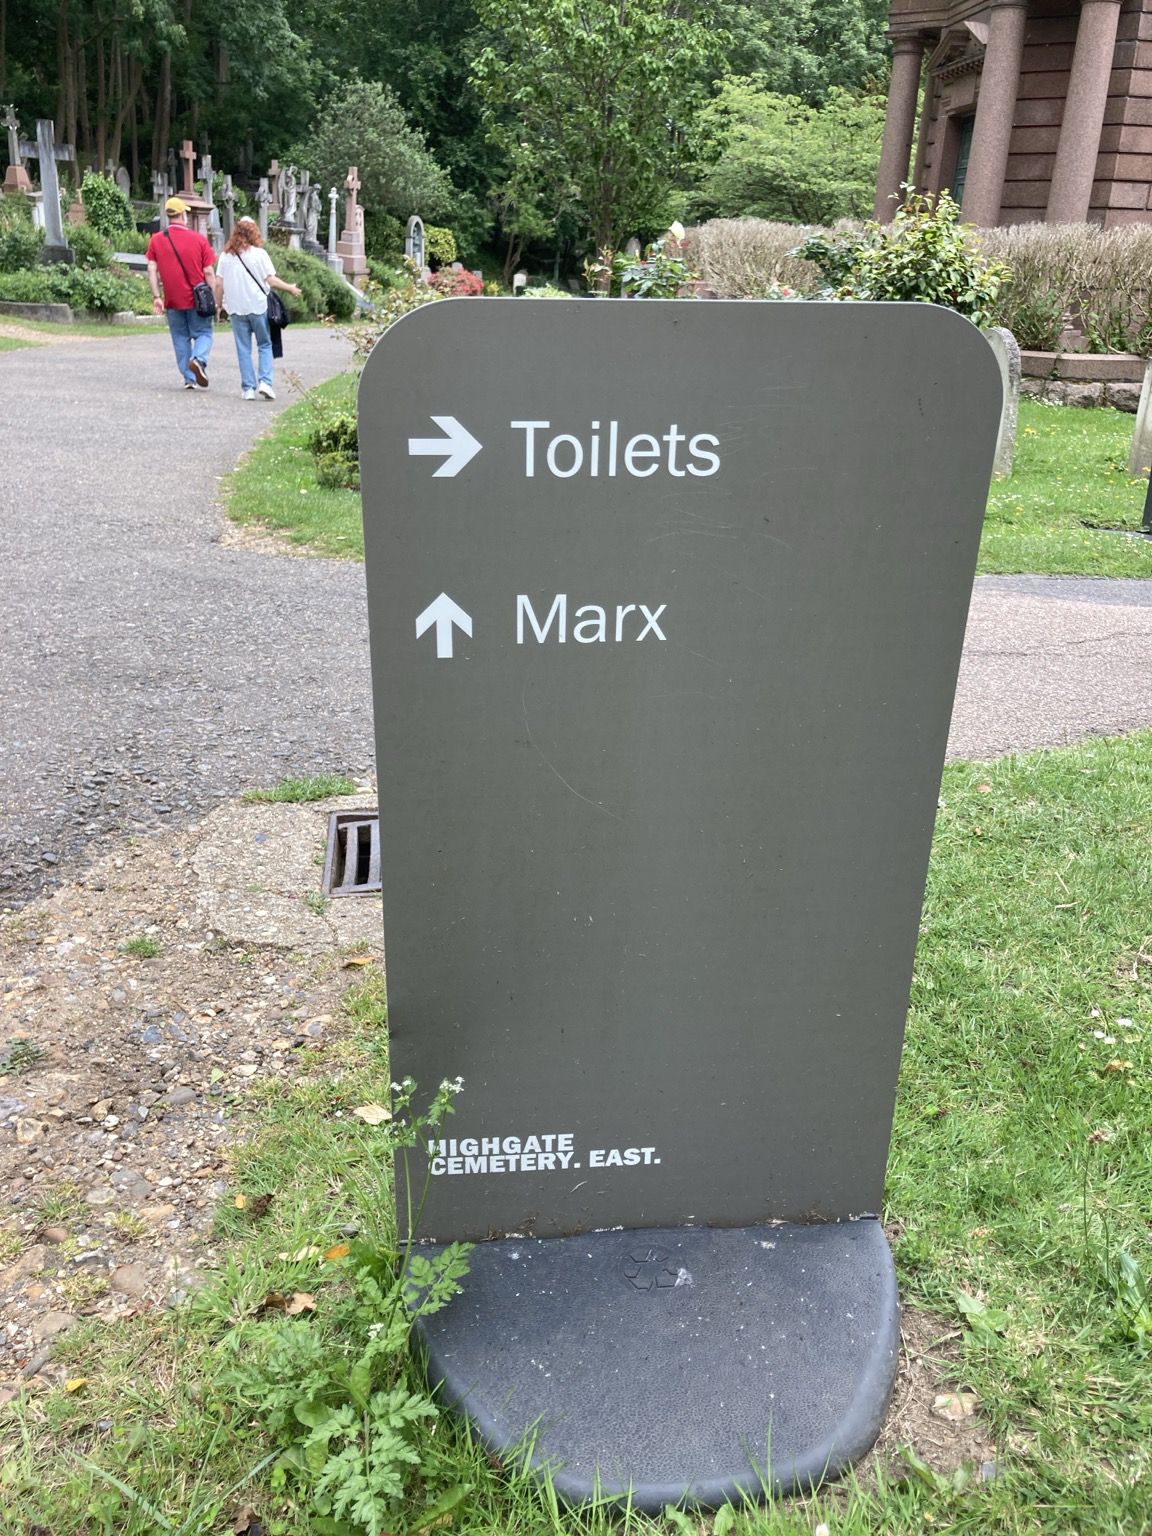 Toilets
Marx
HIGHGATE
CEMETERY. EAST.